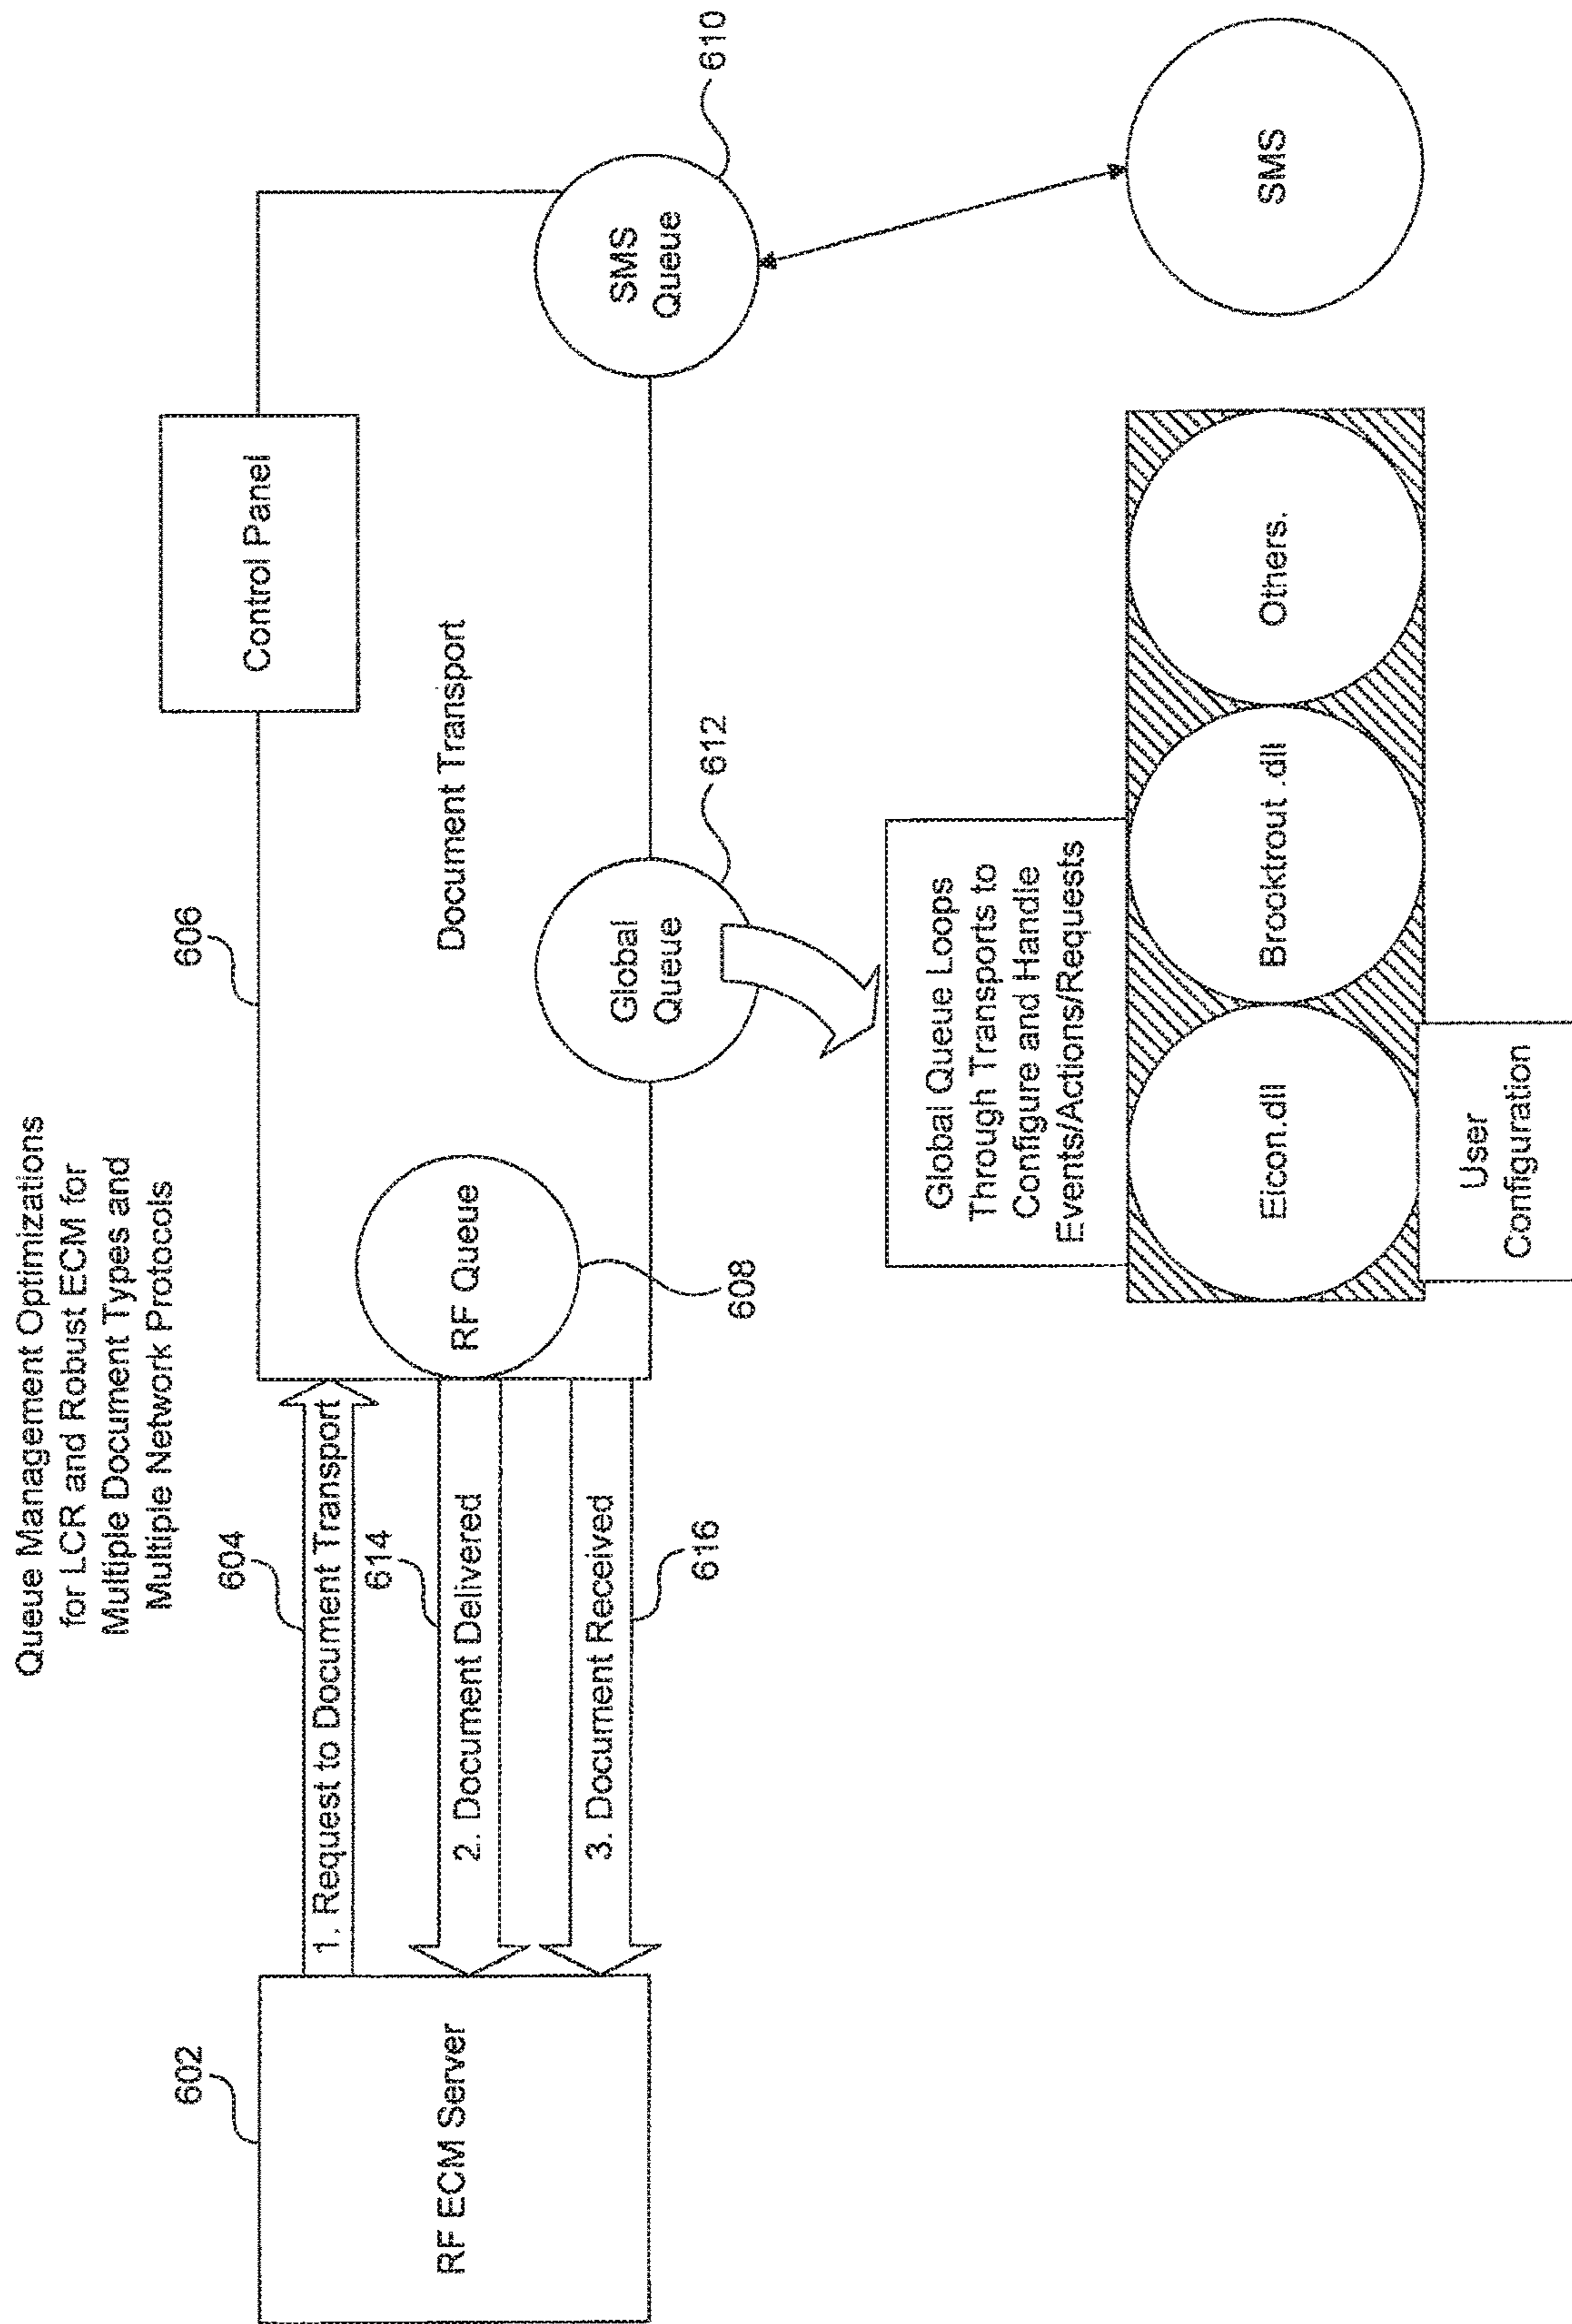 Queue Management Optimizations
for LCR and Robust ECM for
Multiple Document Types and
Multiple Network Protocols
602
RF ECM Server
604
1. Request to Document Transport
614
2. Document Delivered
3. Document Received
616
606
Control Panel
Document Transport
RF Queue
608
Global
Queue
612
SMS
Queue
610
Global Queue Loops
Through Transports to
Configure and Handle
Events/Actions/Requests
Eicon.dll
Brooktrout .dll
Others.
SMS
User
Configuration